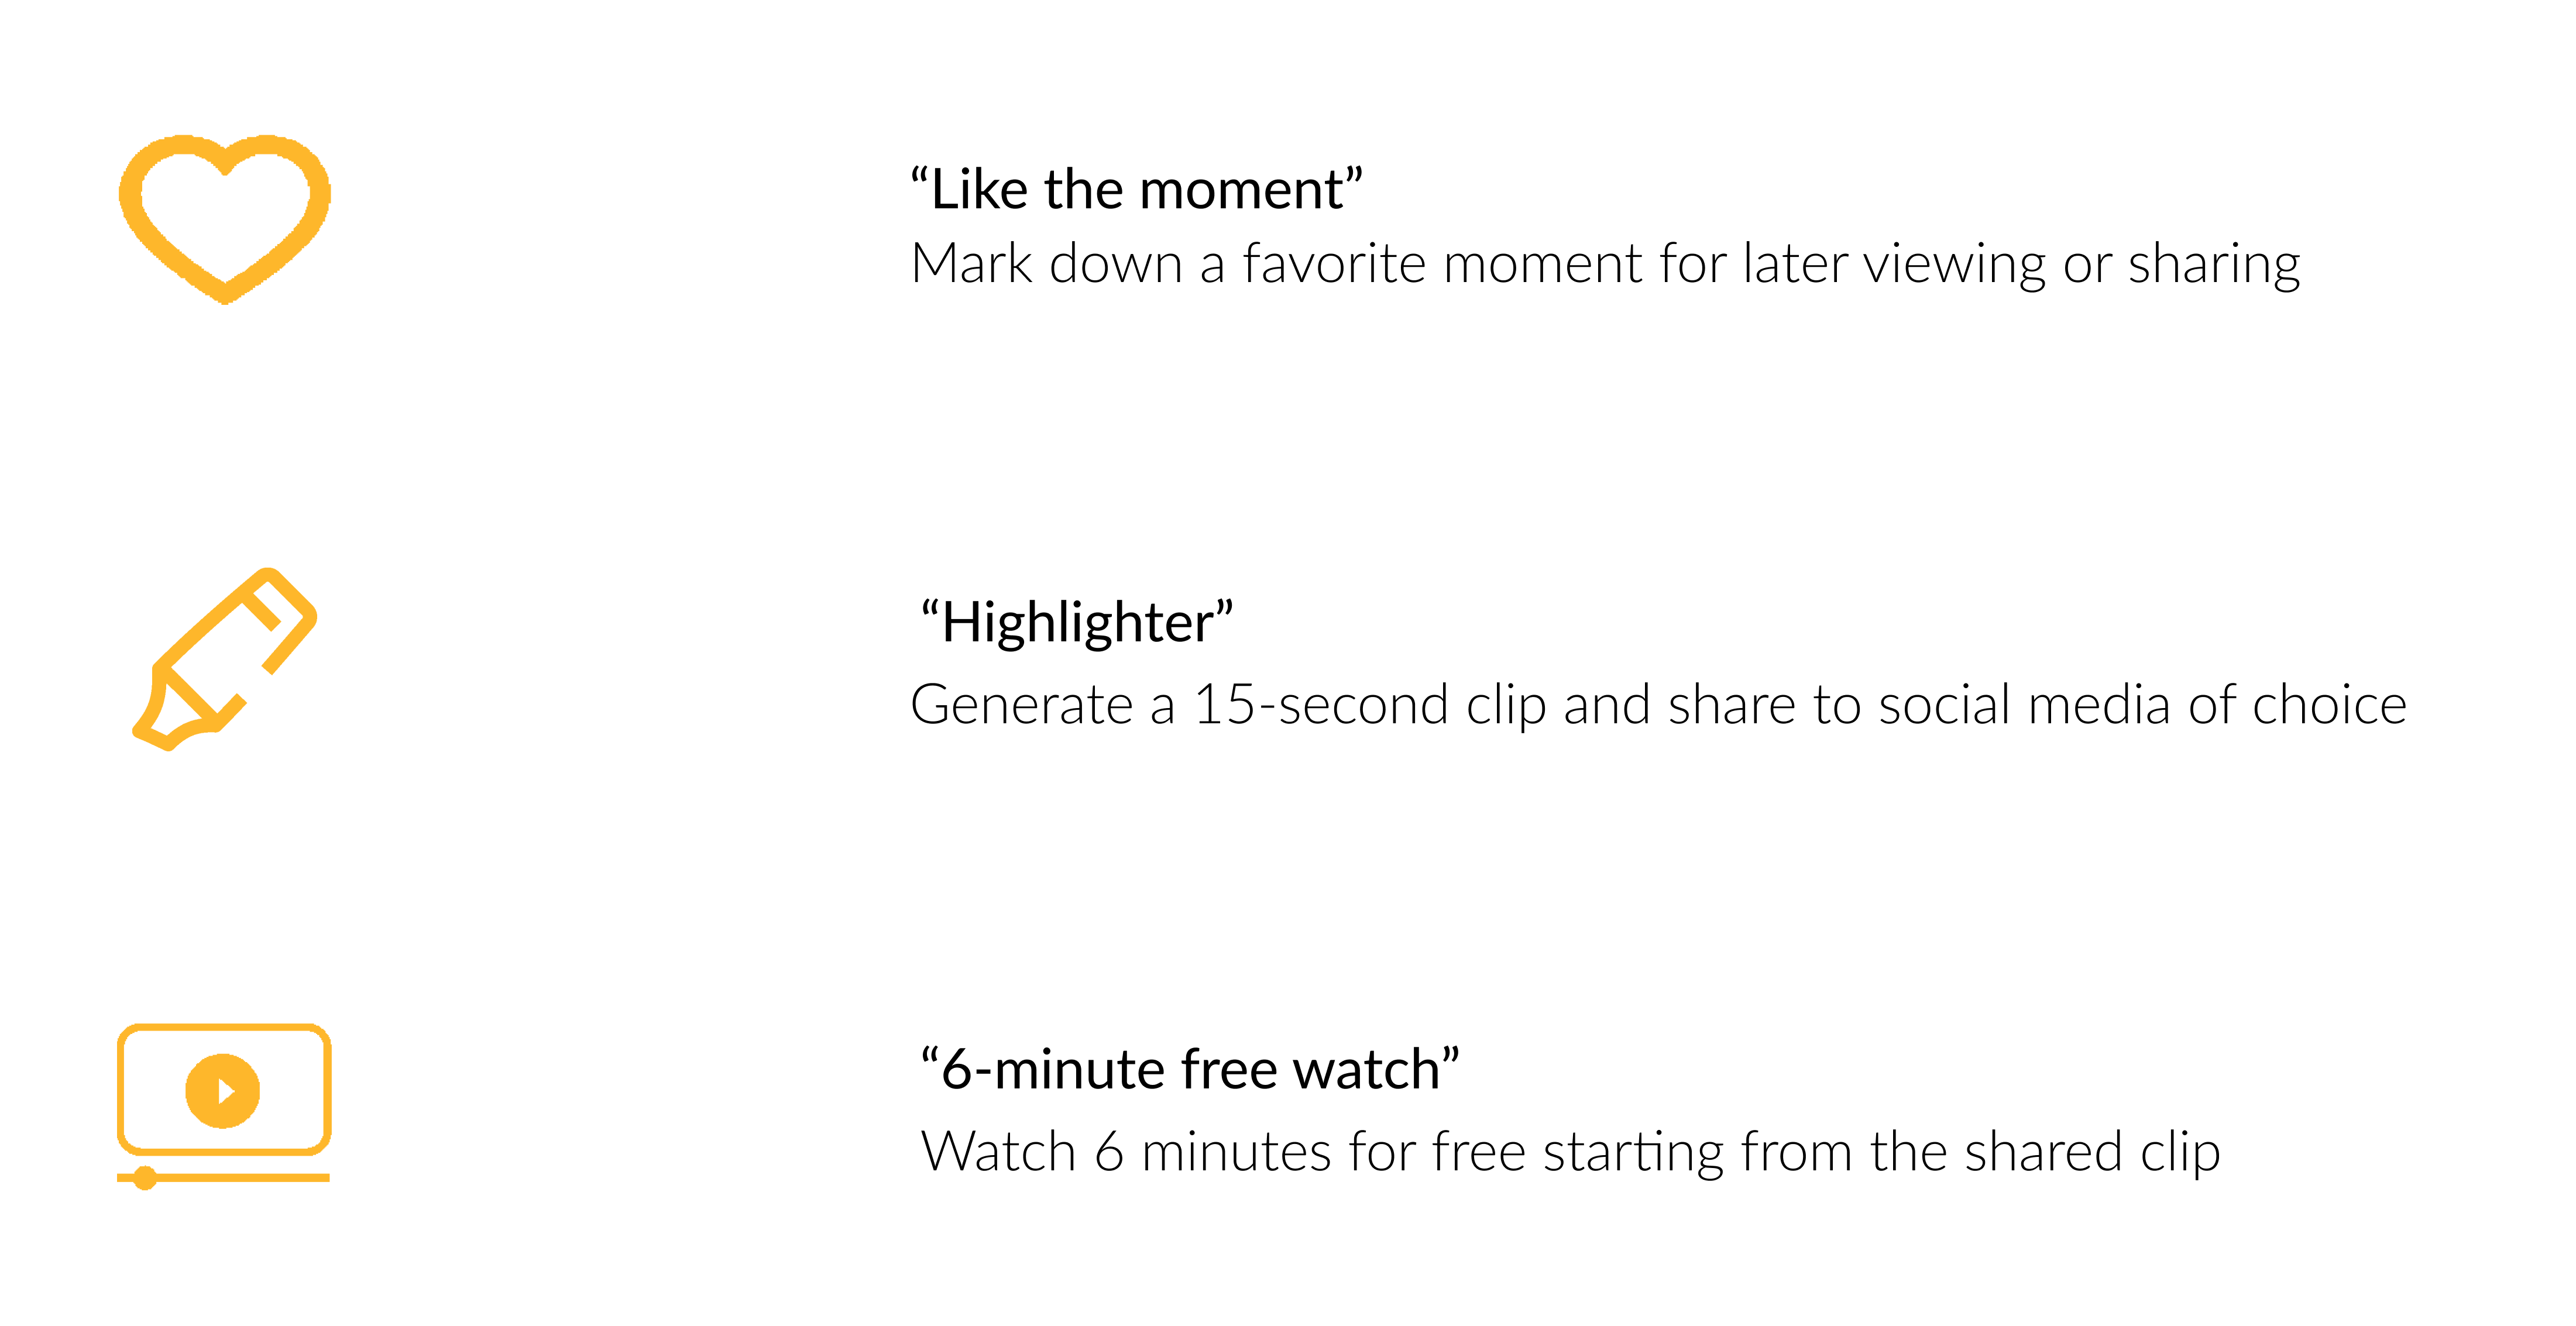 “Like the moment”
Mark down a favorite moment for later viewing or sharing
“Highlighter”
Generate a 15-second clip and share to social media of choice
“6-minute free watch”
Watch 6 minutes for free starting from the shared clip